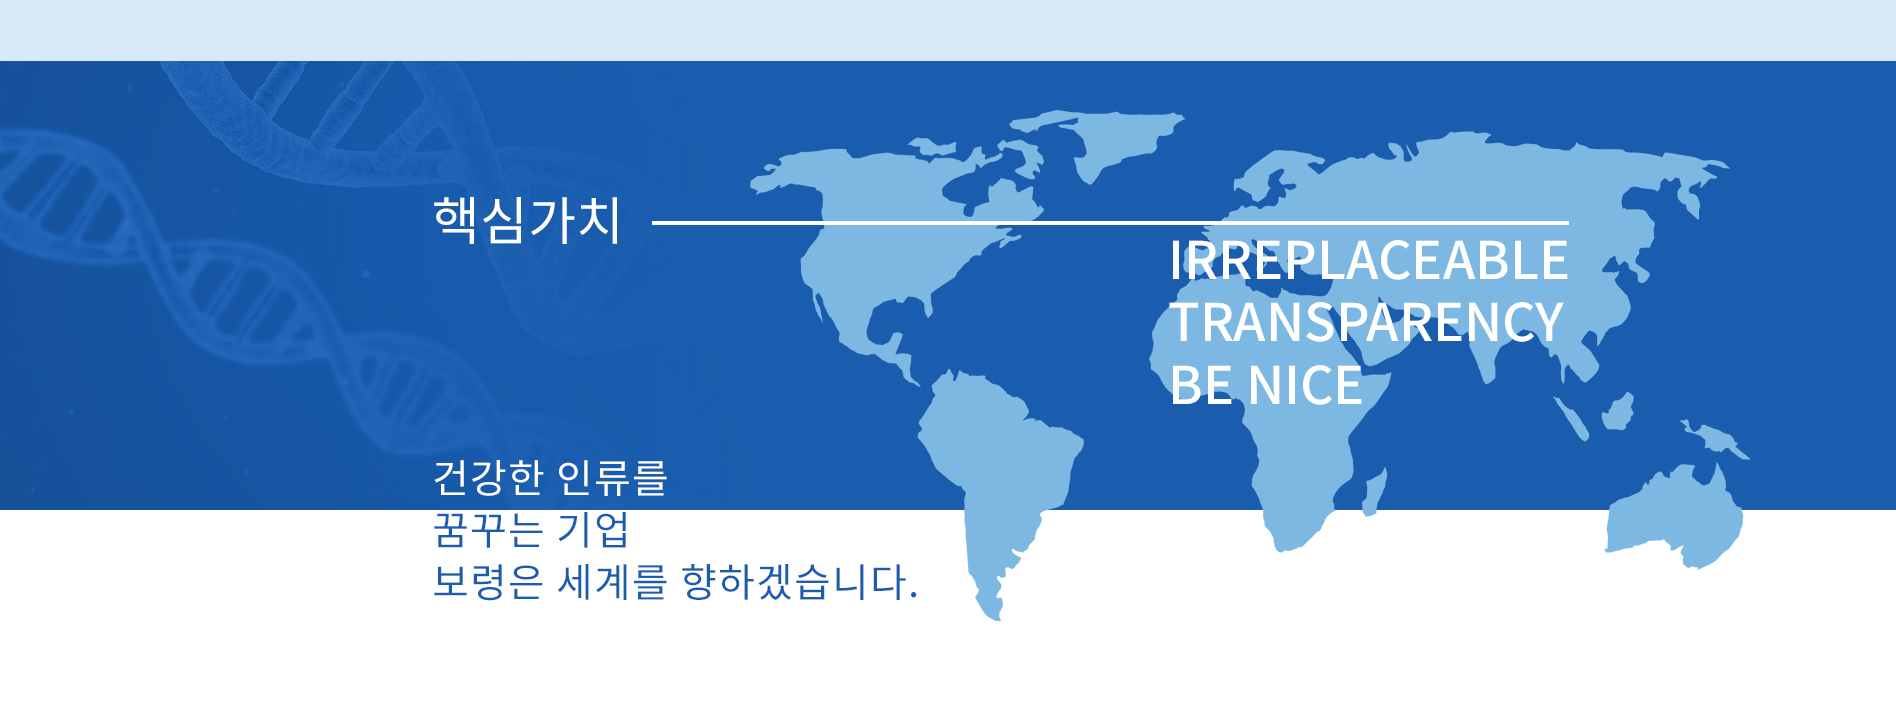 핵심가치
IRREPLACEABLE
TRANSPARENCY
BE NICE
건강한 인류를
꿈꾸는 기업
보령은 세계를 향하겠습니다.